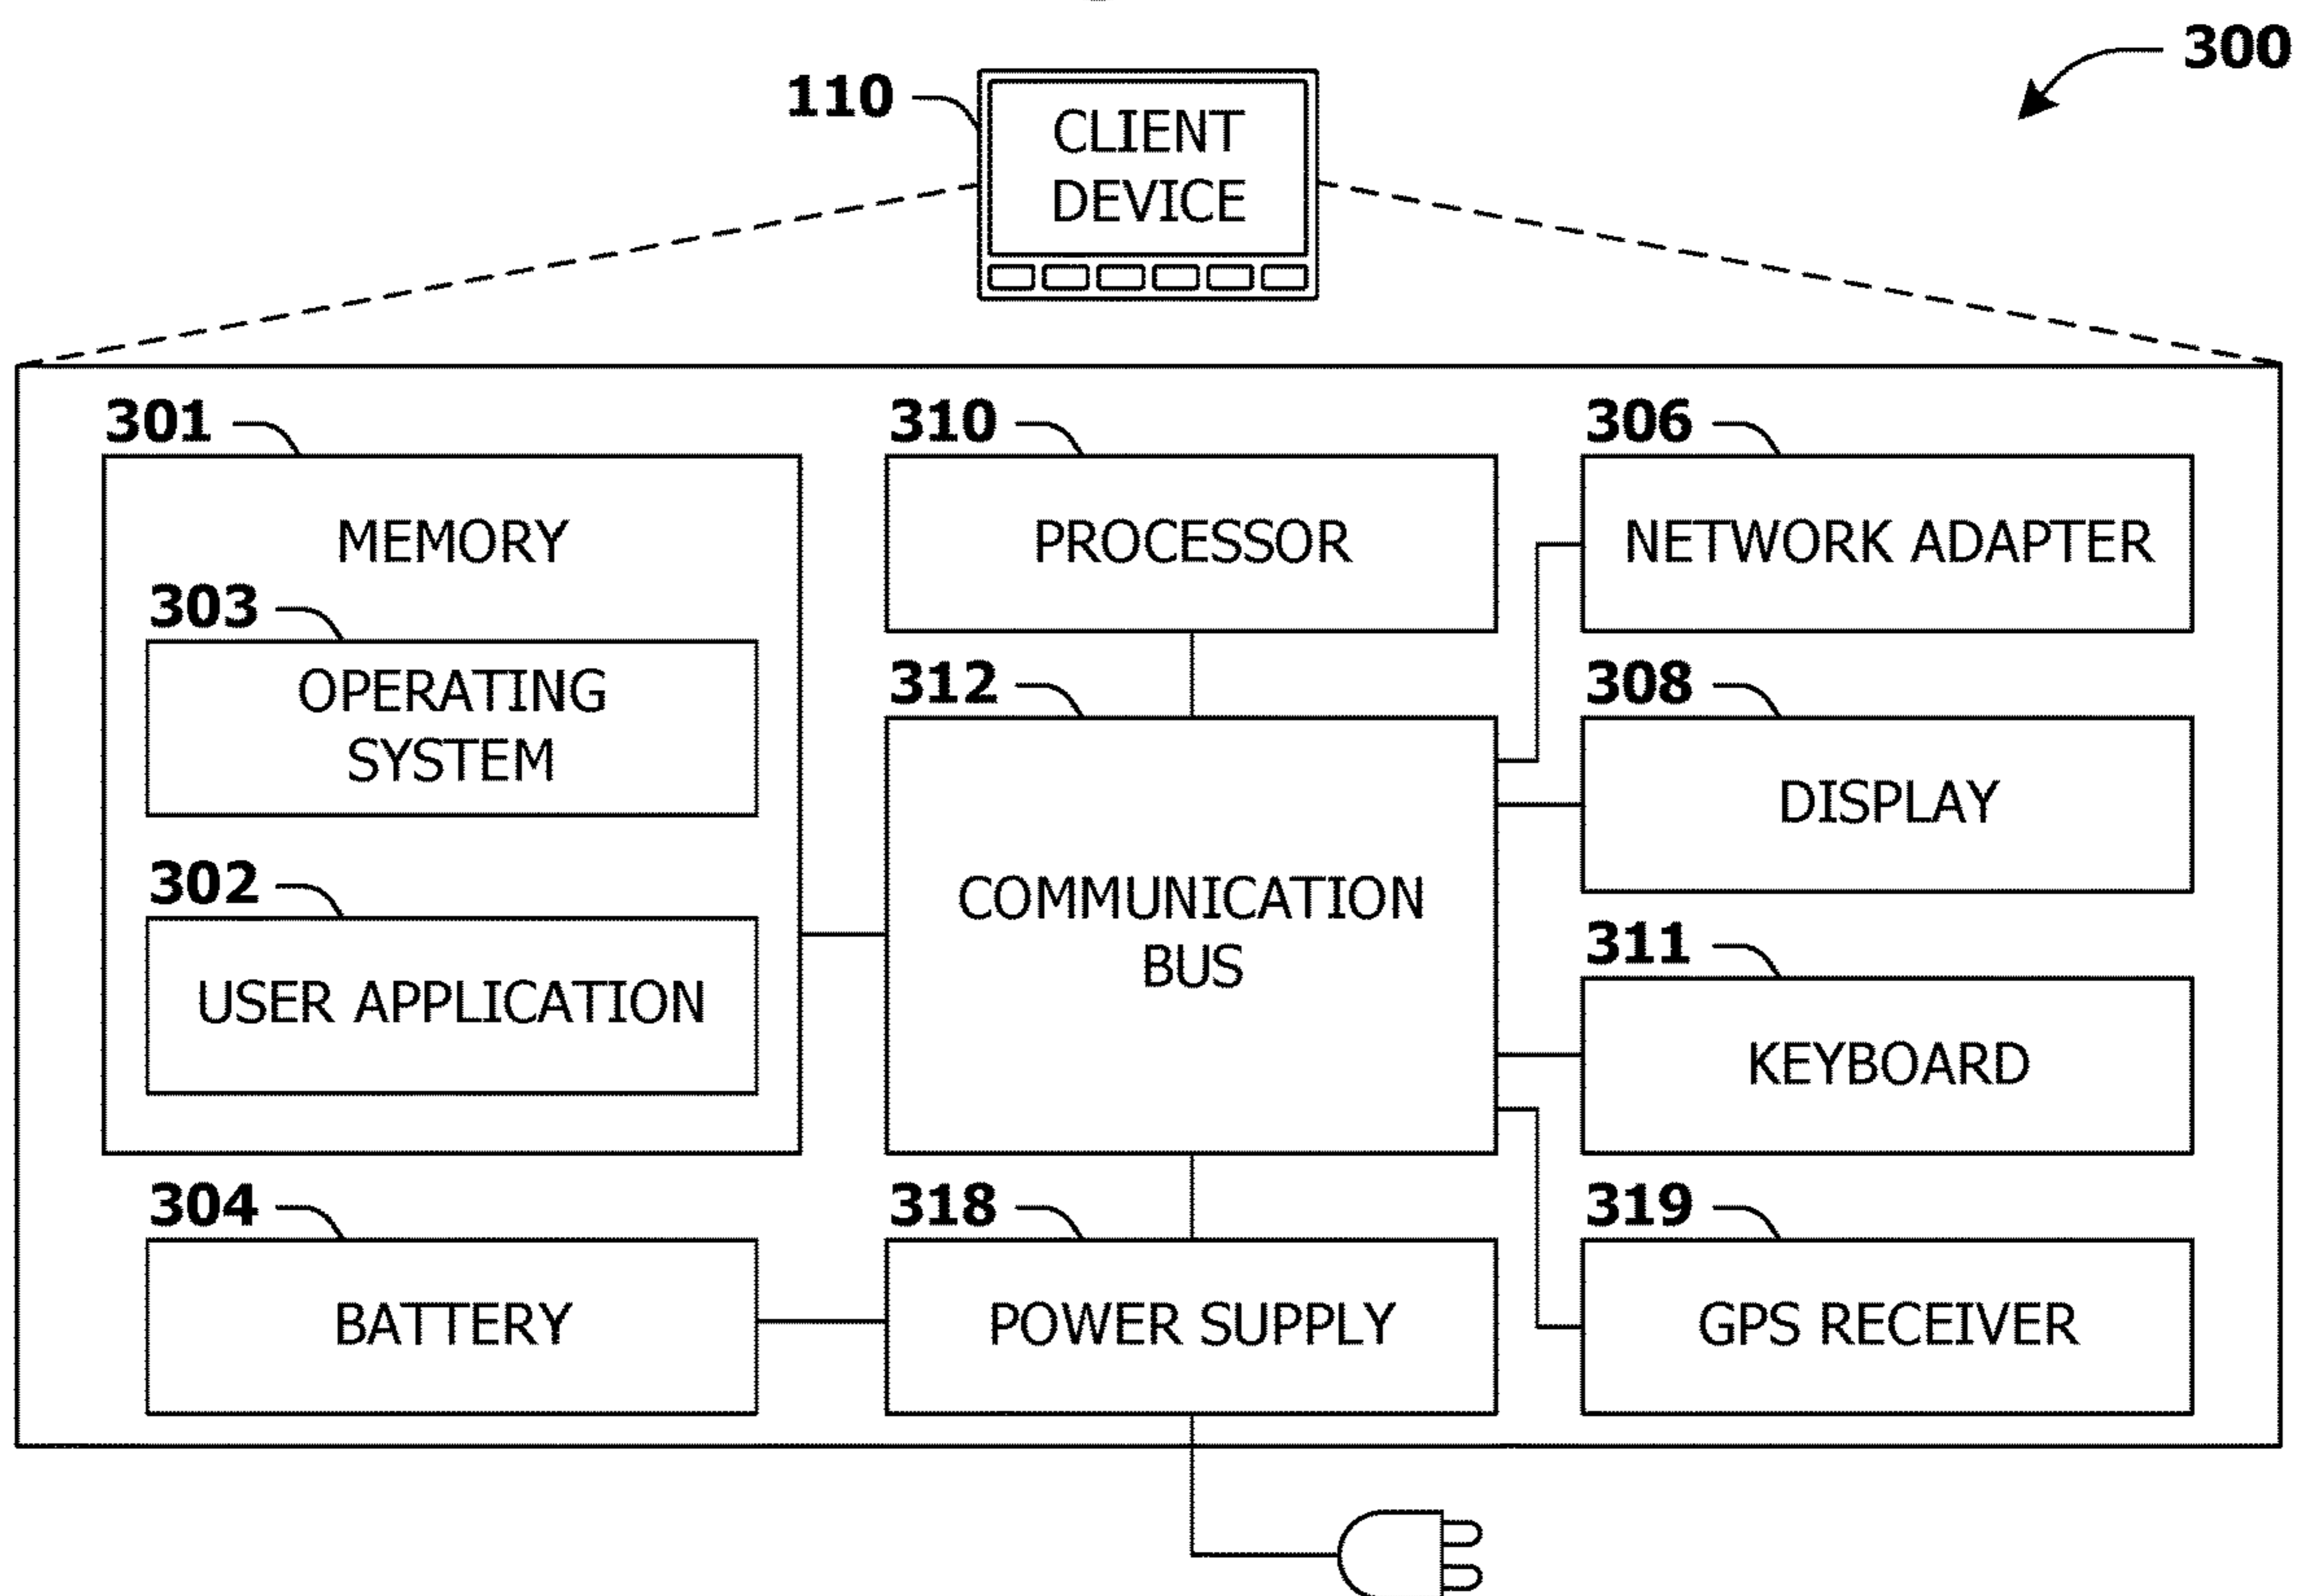 300
110
CLIENT
DEVICE
301
310
306
MEMORY
PROCESSOR
NETWORK ADAPTER
303
OPERATING
SYSTEM
312
308
COMMUNICATION
BUS
DISPLAY
302
USER APPLICATION
311
KEYBOARD
304
318
319
BATTERY
POWER SUPPLY
GPS RECEIVER